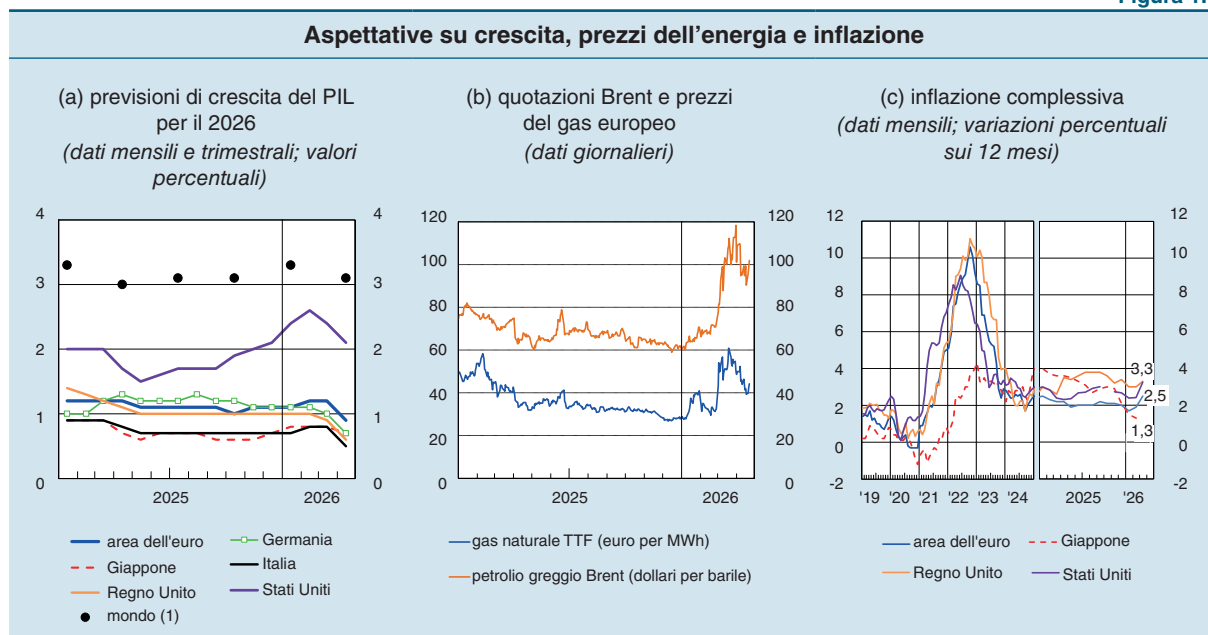 Aspettative su crescita, prezzi dell'energia e inflazione
(a) previsioni di crescita del PIL
per il 2026
(dati mensili e trimestrali; valori
percentuali)
4
3
2
1
0
4
3
2
1
0
2025
2026
area dell'euro
Germania
Giappone
Italia
Regno Unito
Stati Uniti
mondo (1)
(b) quotazioni Brent e prezzi
del gas europeo
(dati giornalieri)
120
100
80
60
40
20
0
120
100
80
60
40
20
0
2025
2026
gas naturale TTF (euro per MWh)
petrolio greggio Brent (dollari per barile)
(c) inflazione complessiva
(dati mensili; variazioni percentuali
sui 12 mesi)
12
10
8
6
4
2
0
-2
12
10
8
6
4
2
0
-2
3,3
2,5
1,3
'19 '20 '21 '22 '23 '24
2025
'26
area dell'euro
Giappone
Regno Unito
Stati Uniti